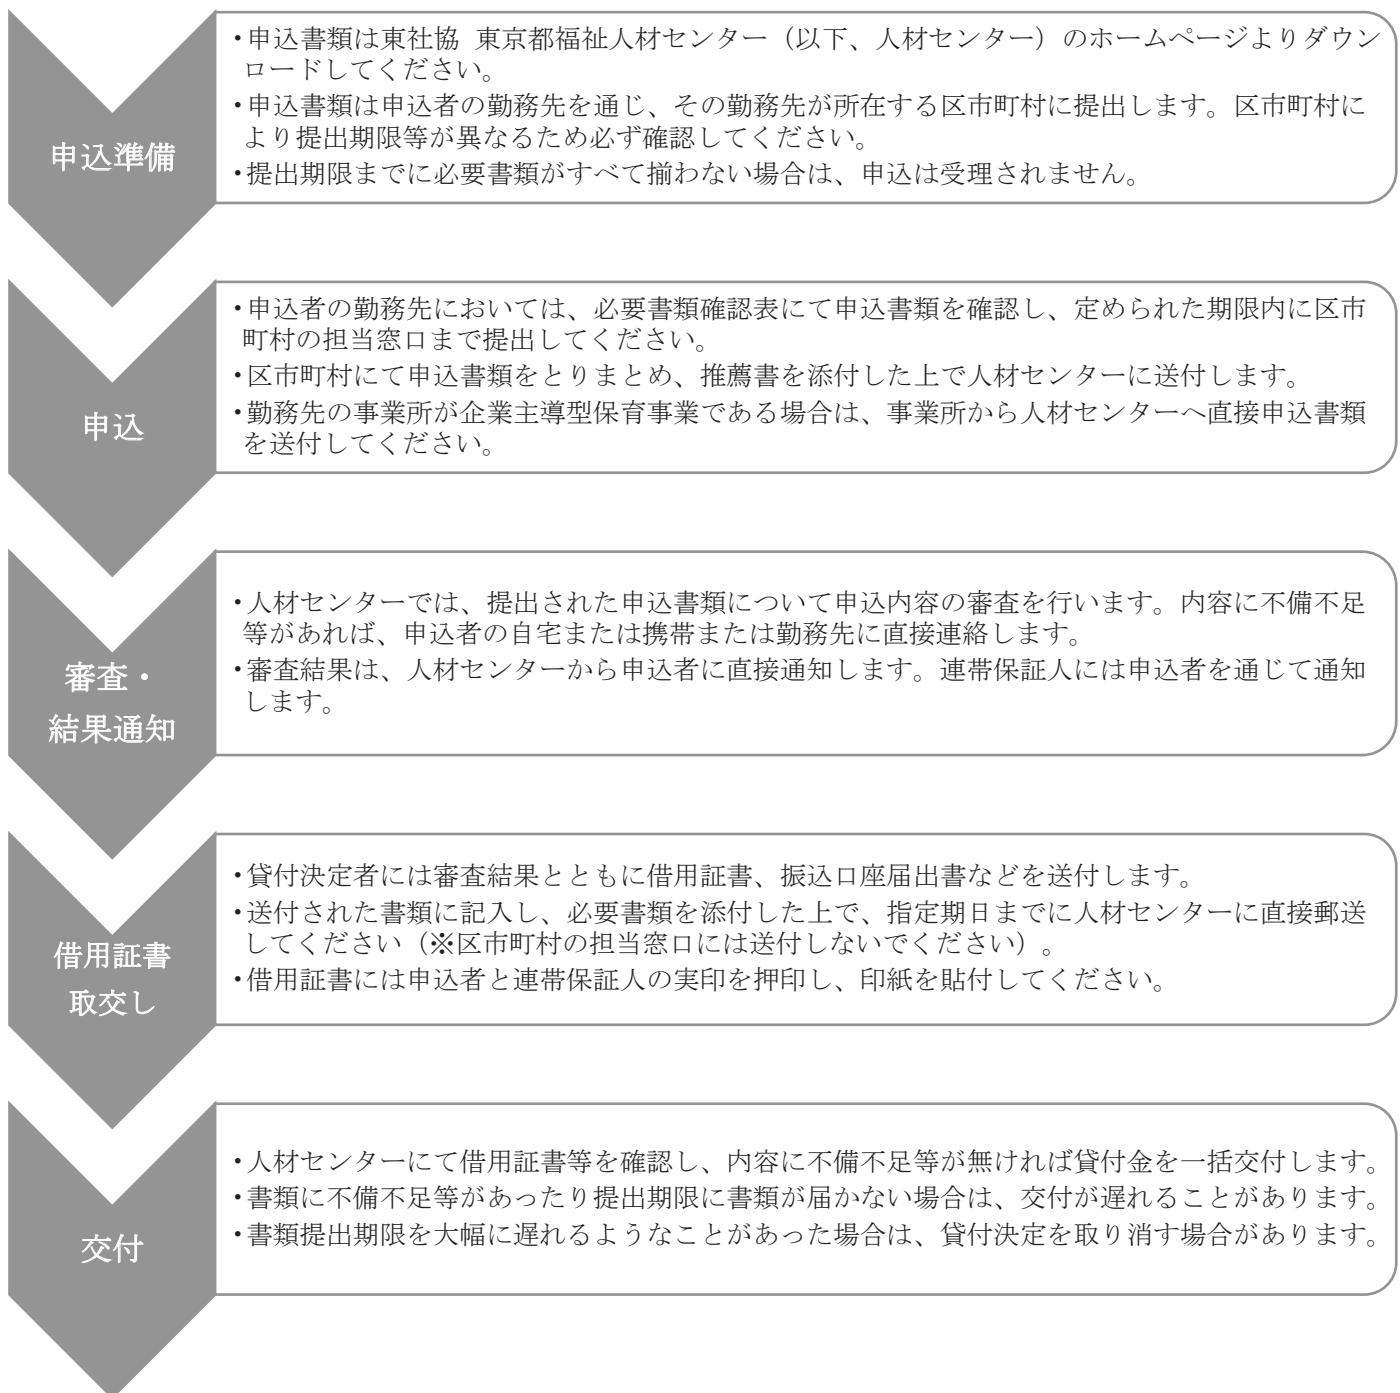 申込準備
・申込書類は東社協 東京都福祉人材センター（以下、人材センター）のホームページよりダウン
ロードしてください。
・申込書類は申込者の勤務先を通じ、その勤務先が所在する区市町村に提出します。区市町村に
より提出期限等が異なるため必ず確認してください。
・提出期限までに必要書類がすべて揃わない場合は、申込は受理されません。
申込
・申込者の勤務先においては、必要書類確認表にて申込書類を確認し、定められた期限内に区市
町村の担当窓口まで提出してください。
・区市町村にて申込書類をとりまとめ、推薦書を添付した上で人材センターに送付します。
・勤務先の事業所が企業主導型保育事業である場合は、事業所から人材センターへ直接申込書類
を送付してください。
審査・
結果通知
・人材センターでは、提出された申込書類について申込内容の審査を行います。内容に不備不足
等があれば、申込者の自宅または携帯または勤務先に直接連絡します。
・審査結果は、人材センターから申込者に直接通知します。連帯保証人には申込者を通じて通知
します。
借用証書
取交し
・貸付決定者には審査結果とともに借用証書、振込口座届出書などを送付します。
・送付された書類に記入し、必要書類を添付した上で、指定期日までに人材センターに直接郵送
してください（※区市町村の担当窓口には送付しないでください）。
・借用証書には申込者と連帯保証人の実印を押印し、印紙を貼付してください。
交付
・人材センターにて借用証書等を確認し、内容に不備不足等が無ければ貸付金を一括交付します。
・書類に不備不足等があったり提出期限に書類が届かない場合は、交付が遅れることがあります。
・書類提出期限を大幅に遅れるようなことがあった場合は、貸付決定を取り消す場合があります。